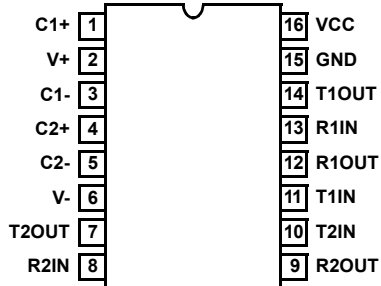 C1+ 1 16 VCC
V+ 2 15 GND
C1- 3 14 T1OUT
C2+ 4 13 R1IN
C2- 5 12 R1OUT
V- 6 11 T1IN
T2OUT 7 10 T2IN
R2IN 8 9 R2OUT